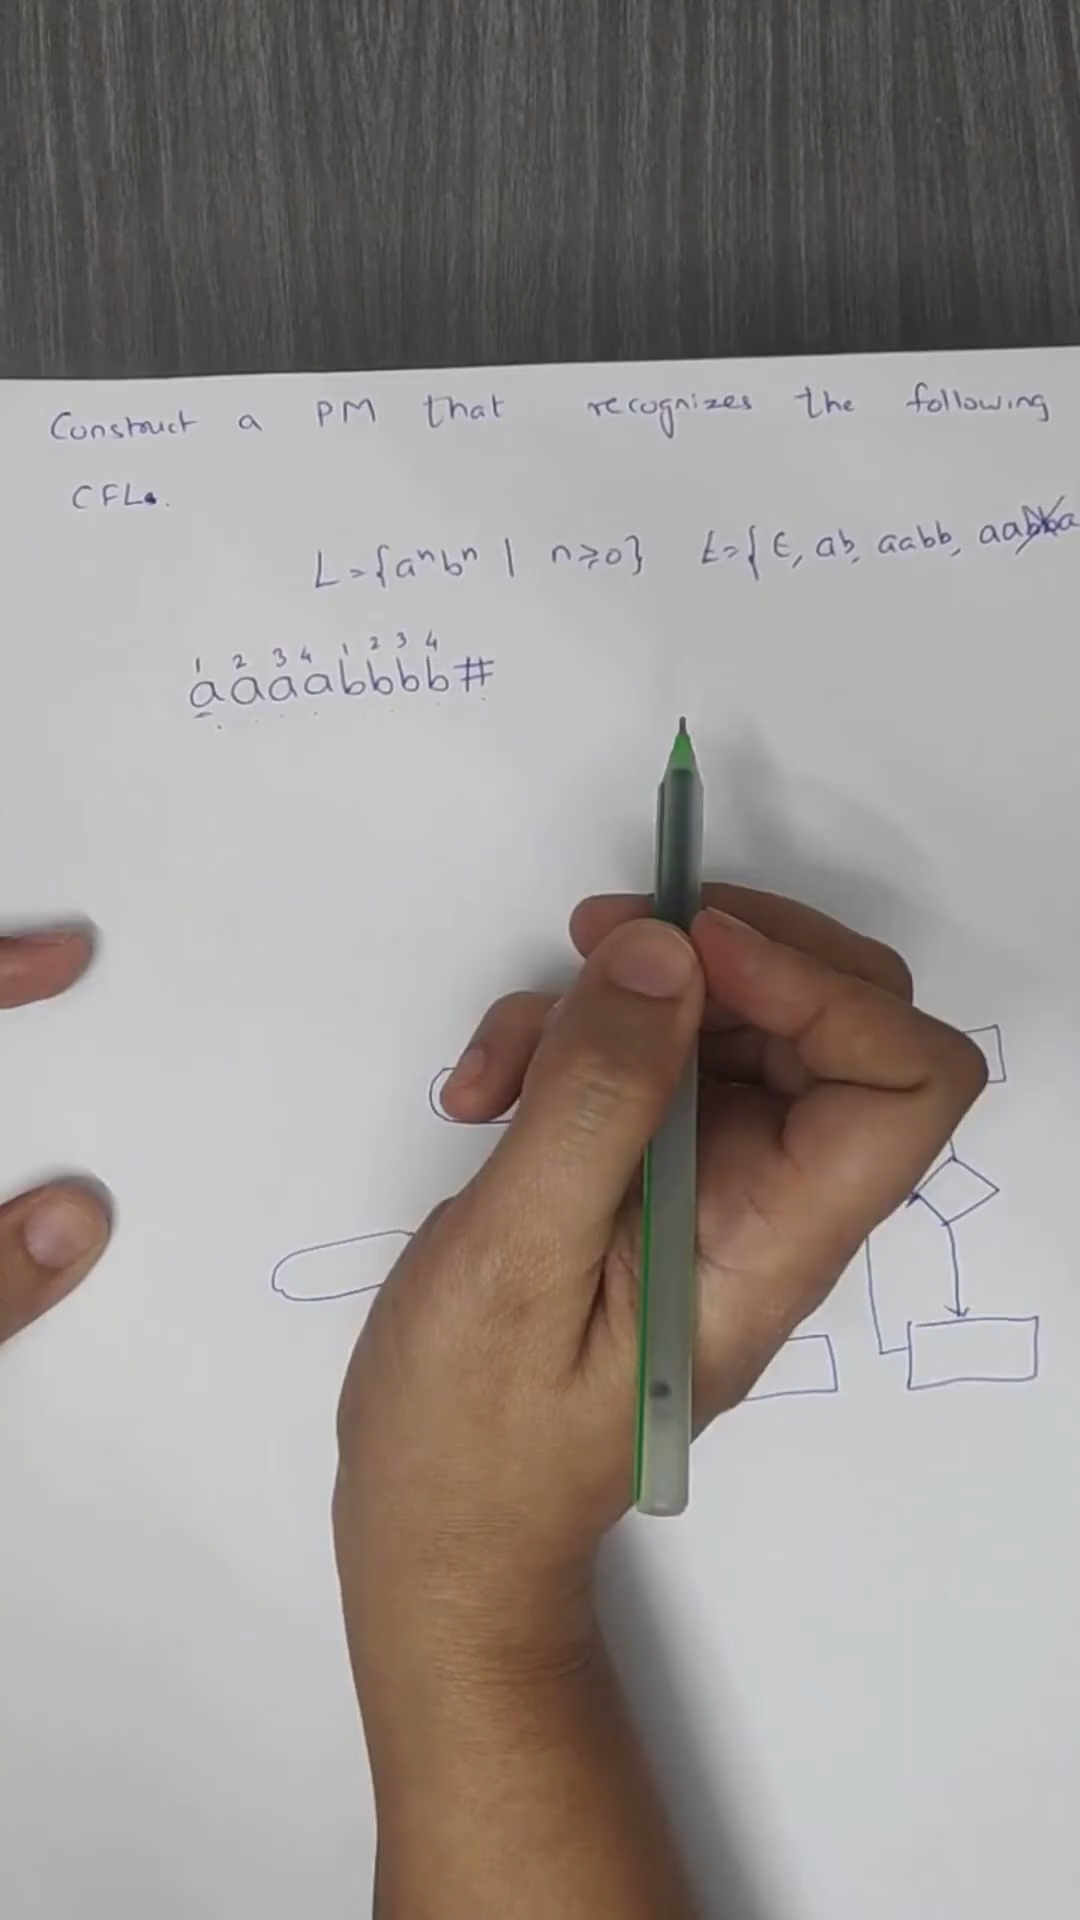 Construct a PM that recognizes the following
CFL.
L = {aⁿbⁿ | n ≥ 0} L = { ϵ, ab, aabb,
1 2 3 4 1 2 3 4
aaaabbbb#